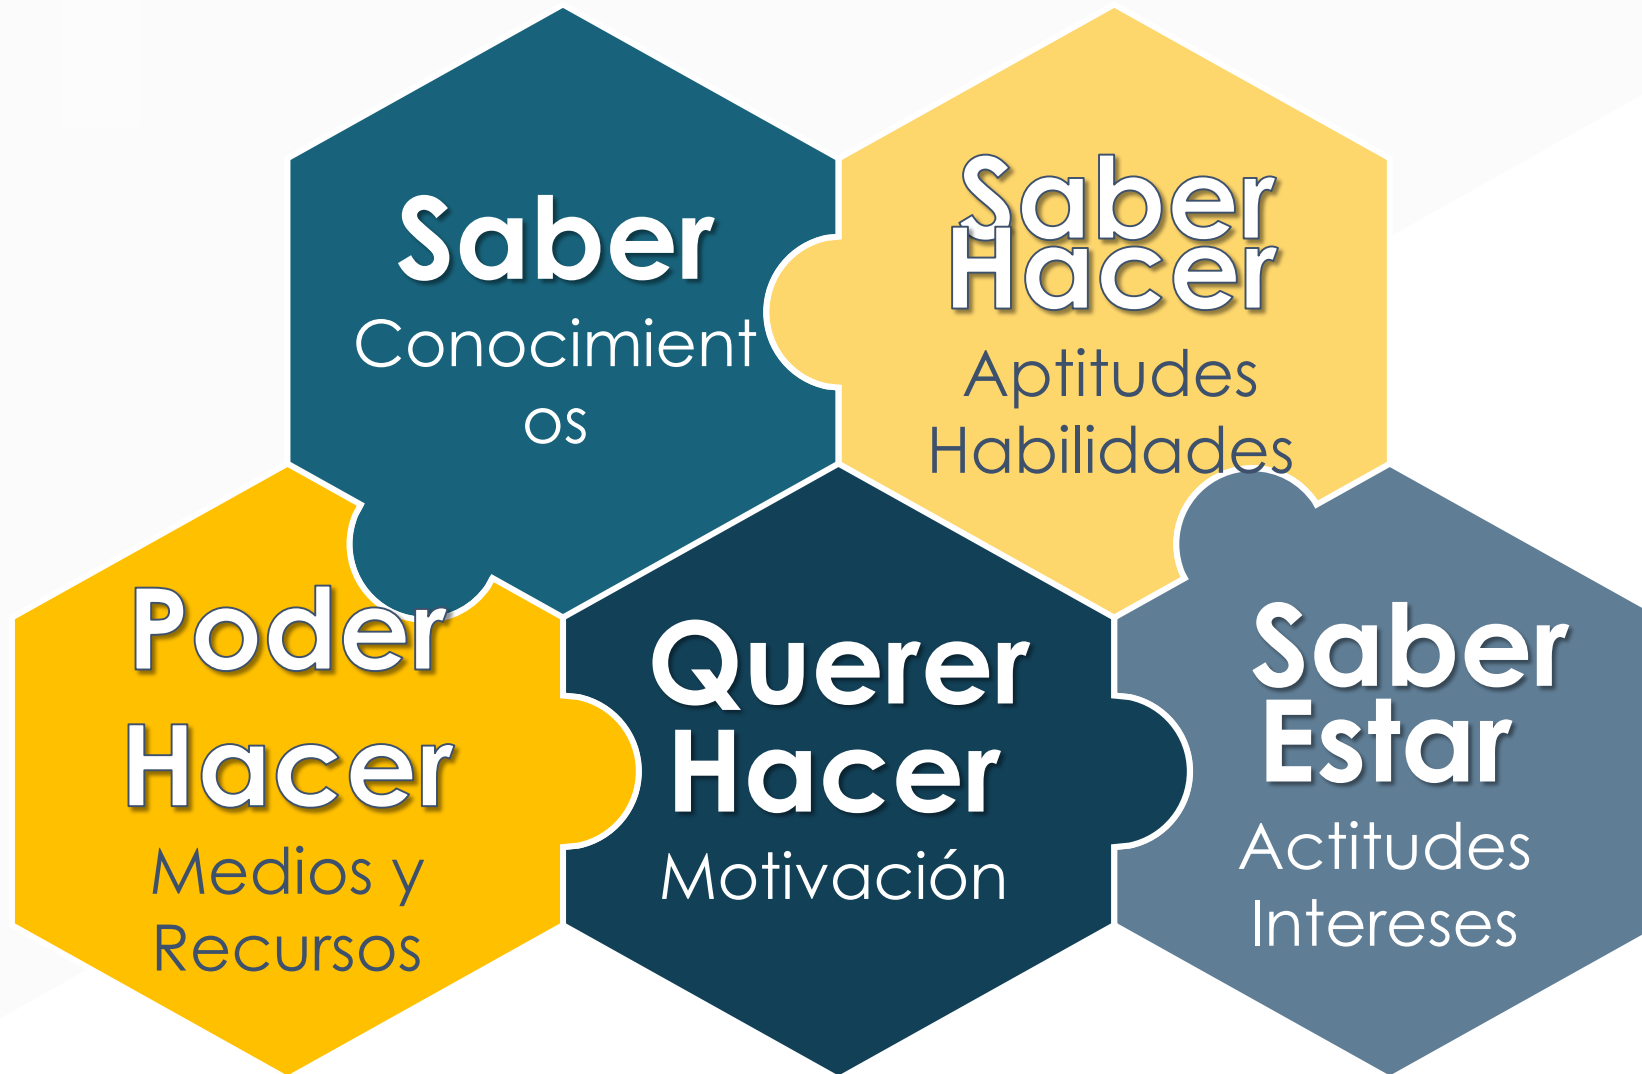 Saber
Conocimient
os
Saber
Hacer
Aptitudes
Habilidades
Poder
Hacer
Medios y
Recursos
Querer
Hacer
Motivación
Saber
Estar
Actitudes
Intereses